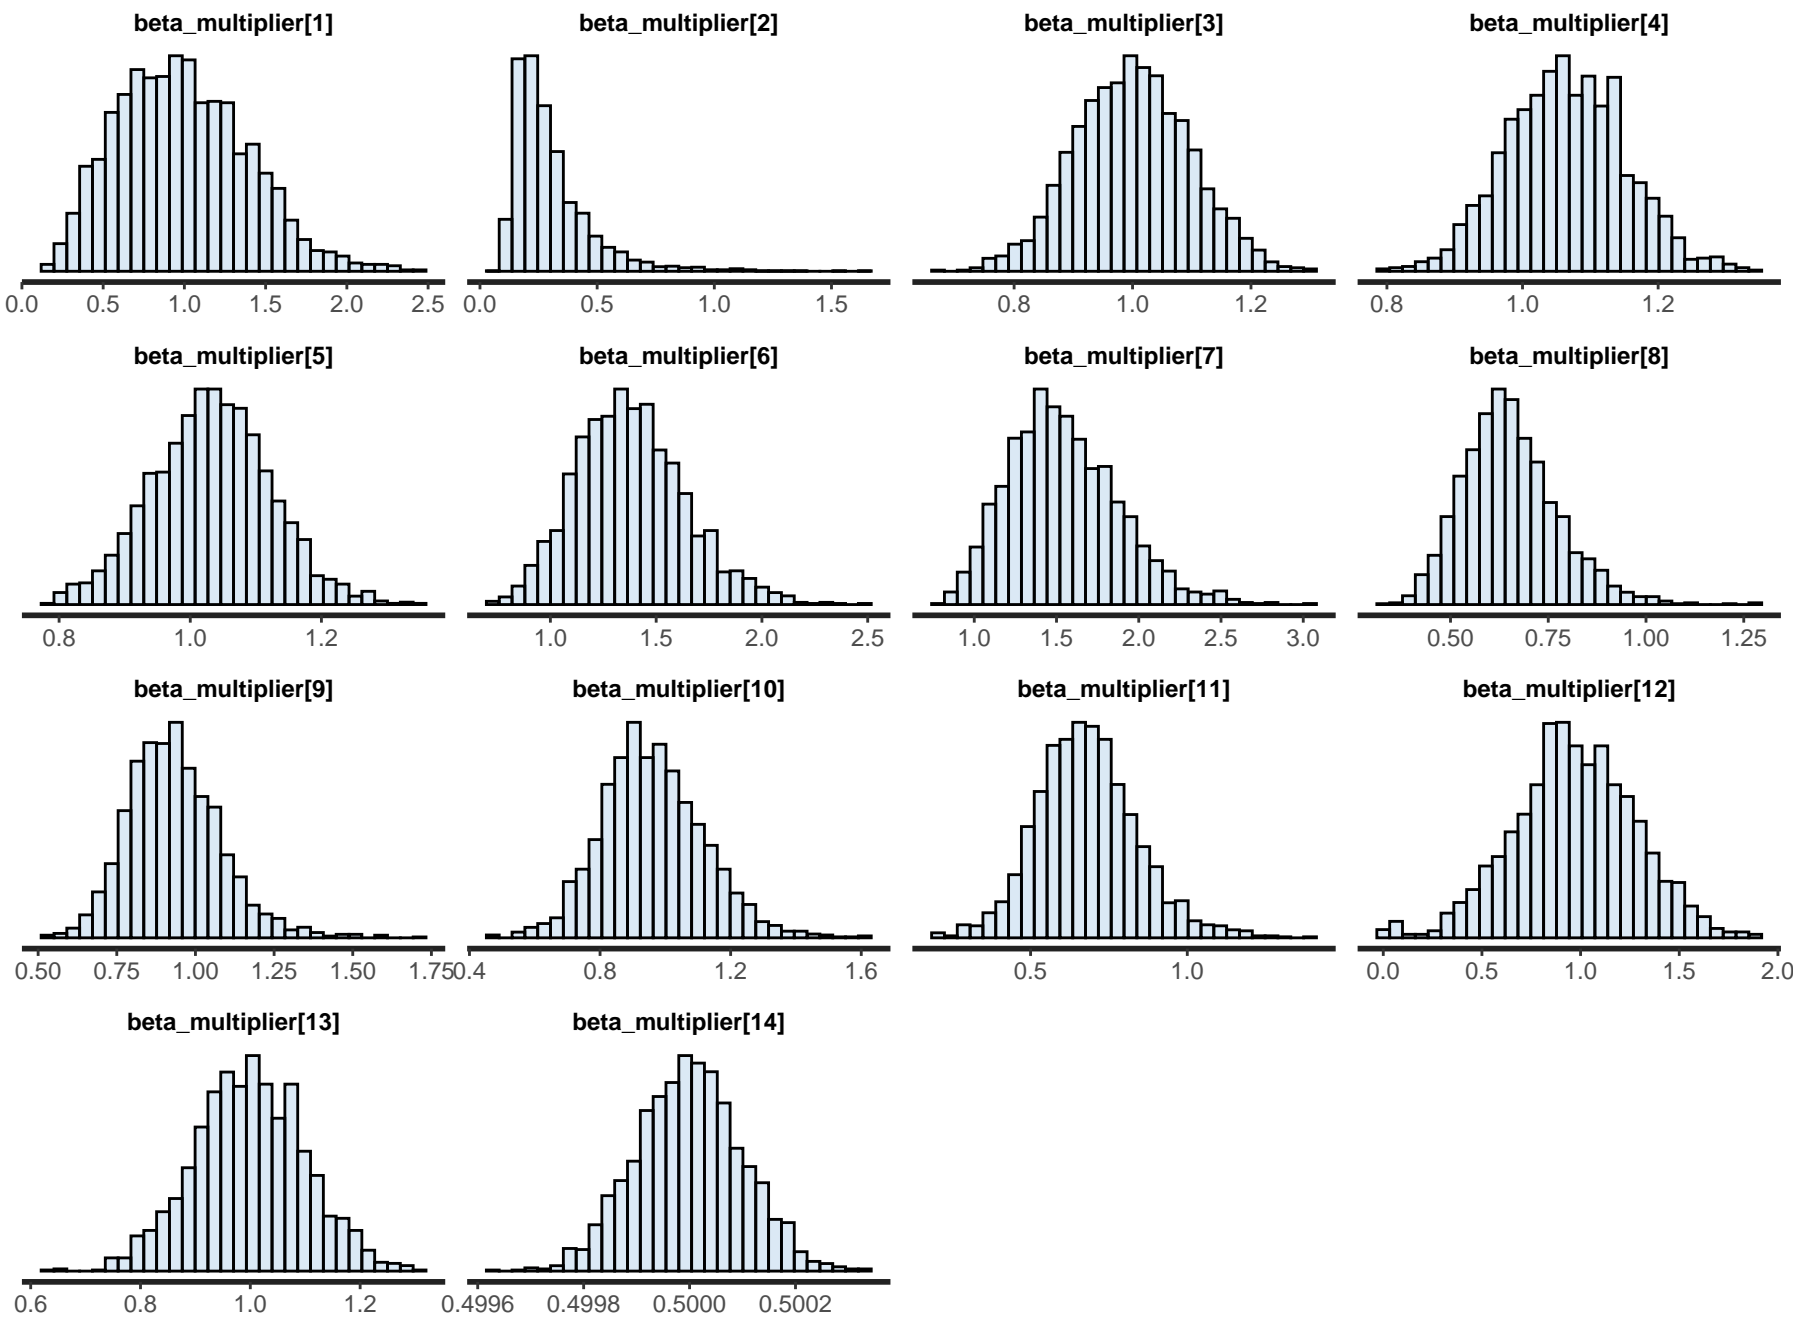 beta_multiplier[1] beta_multiplier[2] beta_multiplier[3] beta_multiplier[4]
0.0 0.5 1.0 1.5 2.0 2.5 0.0 0.5 1.0 1.5 0.8 1.0 1.2 0.8 1.0 1.2
beta_multiplier[5] beta_multiplier[6] beta_multiplier[7] beta_multiplier[8]
0.8 1.0 1.2 1.0 1.5 2.0 2.5 1.0 1.5 2.0 2.5 3.0 0.50 0.75 1.00 1.25
beta_multiplier[9] beta_multiplier[10] beta_multiplier[11] beta_multiplier[12]
0.50 0.75 1.00 1.25 1.50 1.75 0.4 0.8 1.2 1.6 0.5 1.0 0.0 0.5 1.0 1.5 2.0
beta_multiplier[13] beta_multiplier[14]
0.6 0.8 1.0 1.2 0.4996 0.4998 0.5000 0.5002